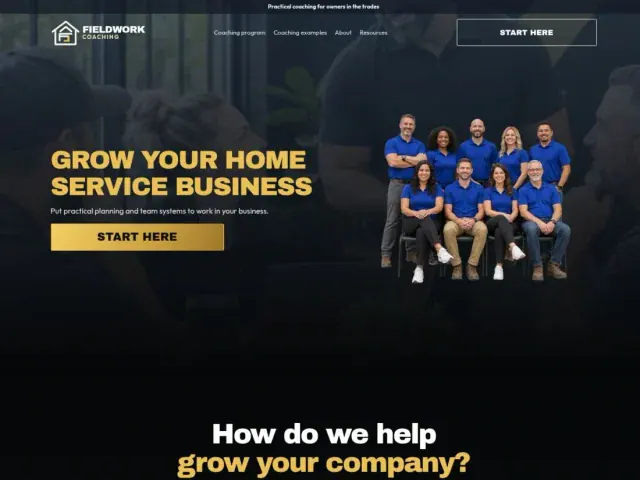 Practical coaching for owners in the trades
FIELDWORK
COACHING
Coaching program
Coaching examples
About
Resources
START HERE
GROW YOUR HOME
SERVICE BUSINESS
Put practical planning and team systems to work in your business.
START HERE
How do we help
grow your company?